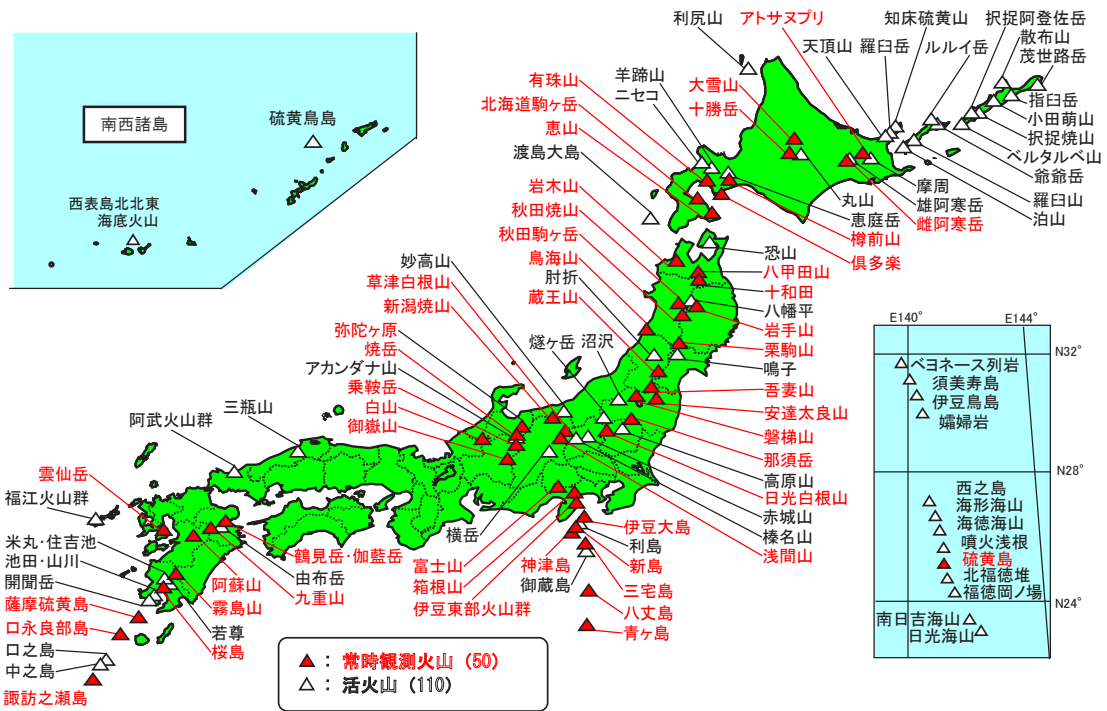 南西諸島
硫黄鳥島
西表島北北東
海底火山
利尻山
アトサヌプリ
知床硫黄山
択捉阿登佐岳
散布山
茂世路岳
天頂山
羅臼岳
ルルイ岳
有珠山
羊蹄山
ニセコ
大雪山
十勝岳
北海道駒ヶ岳
恵山
渡島大島
岩木山
秋田焼山
秋田駒ヶ岳
鳥海山
肘折
蔵王山
指臼岳
小田萌山
択捉焼山
ベルタルベ山
爺爺岳
羅臼山
泊山
摩周
雄阿寒岳
雌阿寒岳
丸山
恵庭岳
樽前山
倶多楽
恐山
八甲田山
十和田
八幡平
岩手山
栗駒山
鳴子
吾妻山
安達太良山
磐梯山
那須岳
高原山
日光白根山
赤城山
榛名山
浅間山
妙高山
草津白根山
新潟焼山
弥陀ヶ原
焼岳
アカンダナ山
乗鞍岳
白山
御嶽山
燧ヶ岳
沼沢
三瓶山
阿武火山群
雲仙岳
福江火山群
米丸・住吉池
池田・山川
開聞岳
薩摩硫黄島
口永良部島
口之島
中之島
諏訪之瀬島
鶴見岳・伽藍岳
由布岳
九重山
阿蘇山
霧島山
若尊
桜島
横岳
富士山
箱根山
伊豆東部火山群
伊豆大島
利島
新島
神津島
御蔵島
三宅島
八丈島
青ヶ島
E140°
E144°
N32°
N28°
N24°
ベヨネース列岩
須美寿島
伊豆鳥島
孀婦岩
西之島
海形海山
海徳海山
噴火浅根
硫黄島
北福徳堆
福徳岡ノ場
南日吉海山
日光海山
▲ : 常時観測火山 (50)
△ : 活火山 (110)